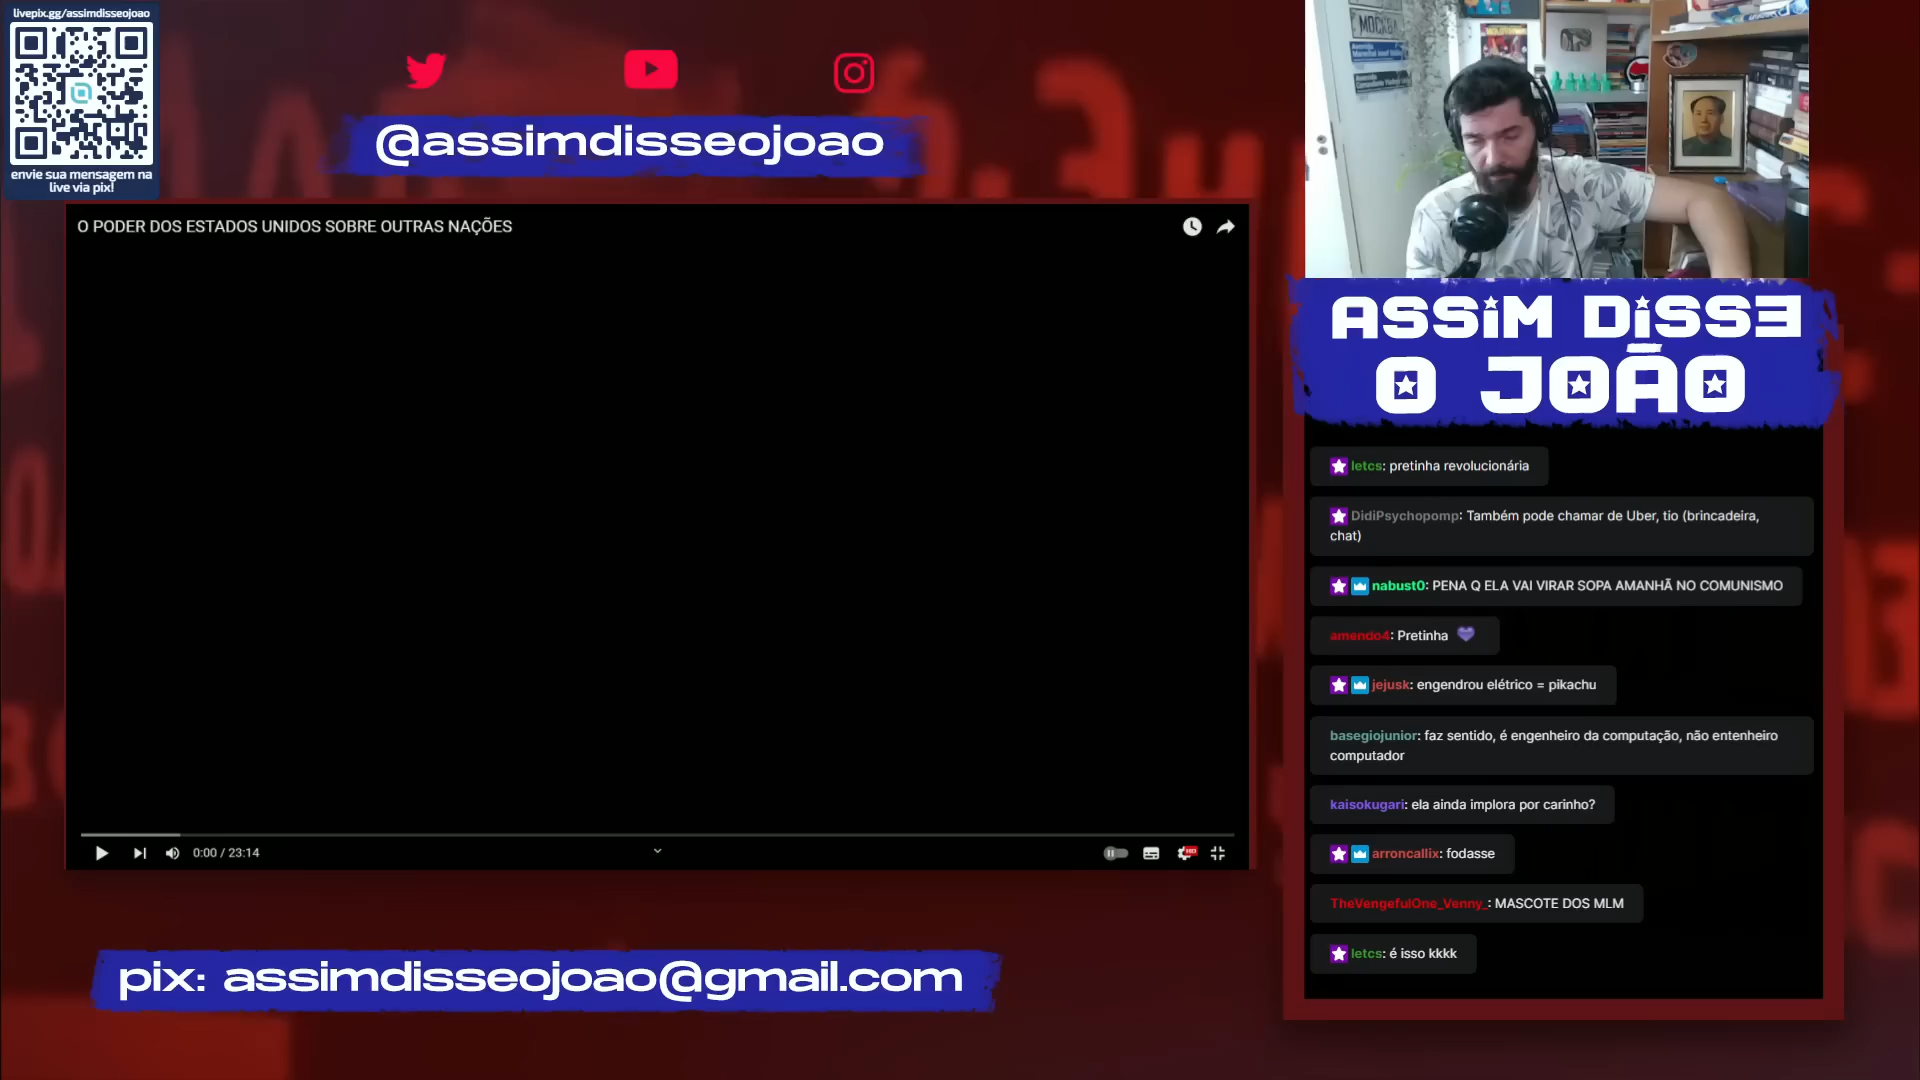 livepix.gg/assimdisseojoao
envie sua mensagem na
live via pix!
@assimdisseojoao
O PODER DOS ESTADOS UNIDOS SOBRE OUTRAS NAÇÕES
0:00 / 23:14
HD
pix: assimdisseojoao@gmail.com
МОСКВА
ASSiM DiSSE
O JOÃO
letcs: pretinha revolucionária
DidiPsychopomp: Também pode chamar de Uber, tio (brincadeira,
chat)
nabust0: PENA Q ELA VAI VIRAR SOPA AMANHÃ NO COMUNISMO
amendo4: Pretinha
jejusk: engendrou elétrico = pikachu
basegiojunior: faz sentido, é engenheiro da computação, não entenheiro
computador
kaisokugari: ela ainda implora por carinho?
arroncallix: fodasse
TheVengefulOne_Venny_: MASCOTE DOS MLM
letcs: é isso kkkk